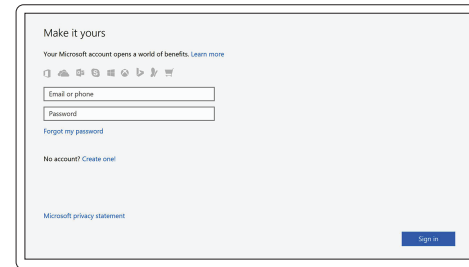 Make it yours
Your Microsoft account opens a world of benefits. Learn more
Email or phone
Password
Forgot my password
No account? Create one!
Microsoft privacy statement
Sign in